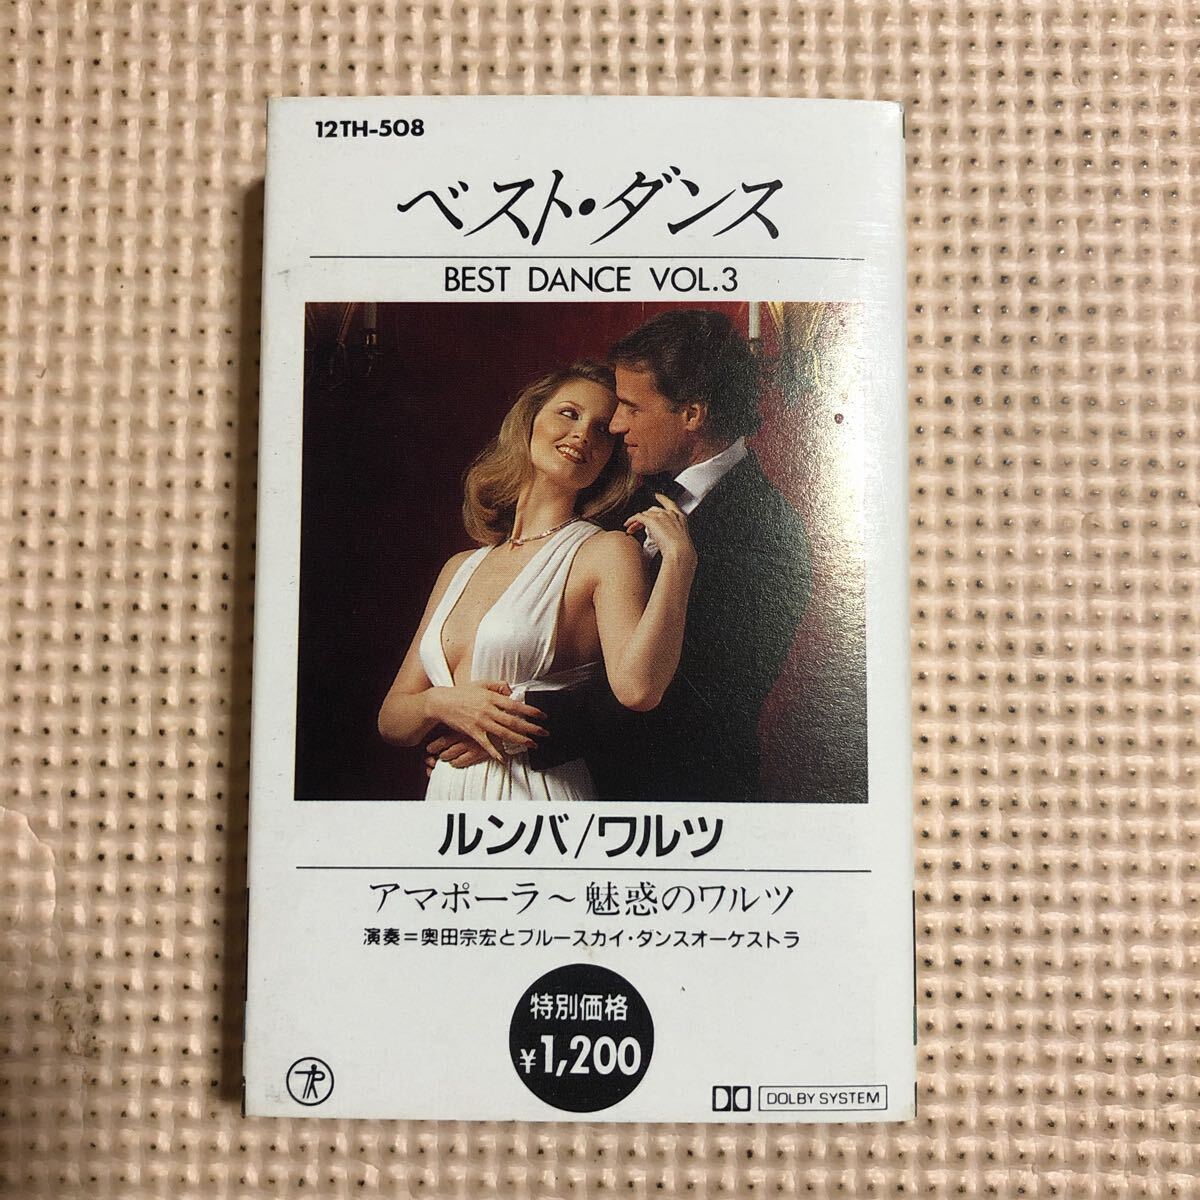 12TH-508
ベスト・ダンス
BEST DANCE VOL.3
ルンバ/ワルツ
アマポーラ〜魅惑のワルツ
演奏=奥田宗宏とブルースカイ・ダンスオーケストラ
特別価格
¥1,200
DOLBY SYSTEM